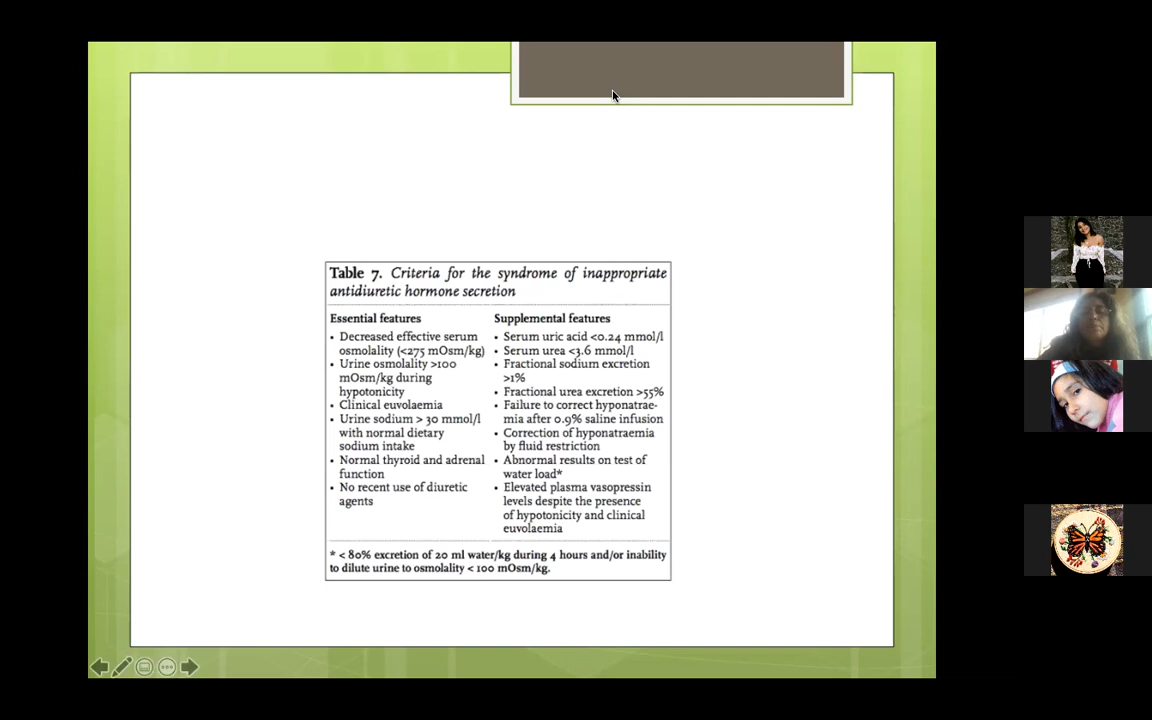 Table 7. Criteria for the syndrome of inappropriate
antidiuretic hormone secretion
Essential features
• Decreased effective serum
osmolality (<275 mOsm/kg)
• Urine osmolality >100
mOsm/kg during
hypotonicity
• Clinical euvolaemia
• Urine sodium > 30 mmol/l
with normal dietary
sodium intake
• Normal thyroid and adrenal
function
• No recent use of diuretic
agents
Supplemental features
• Serum uric acid <0.24 mmol/l
• Serum urea <3.6 mmol/l
• Fractional sodium excretion
>1%
• Fractional urea excretion >55%
• Failure to correct hyponatrae-
mia after 0.9% saline infusion
• Correction of hyponatraemia
by fluid restriction
• Abnormal results on test of
water load*
• Elevated plasma vasopressin
levels despite the presence
of hypotonicity and clinical
euvolaemia
* < 80% excretion of 20 ml water/kg during 4 hours and/or inability
to dilute urine to osmolality < 100 mOsm/kg.